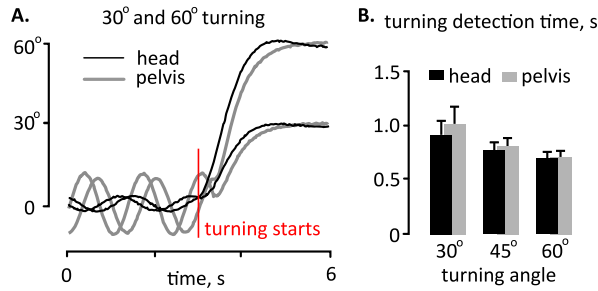 A.
30° and 60° turning
head
pelvis
60°
30°
0
turning starts
0
6
time, s
B.
turning detection time, s
head
pelvis
1.5
1.0
0.5
0
30° 45° 60°
turning angle